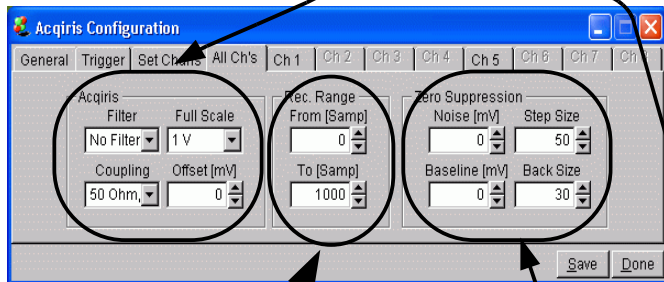 Acqiris Configuration
General Trigger Set Chans All Ch's Ch 1 Ch 2 Ch 3 Ch 4 Ch 5 Ch 6 Ch 7
Acqiris Rec. Range Zero Suppression
Filter Full Scale From [Samp] Noise [mV] Step Size
No Filter 1 V 0 0 50
Coupling Offset [mV] To [Samp] Baseline [mV] Back Size
50 Ohm, 0 1000 0 30
Save Done